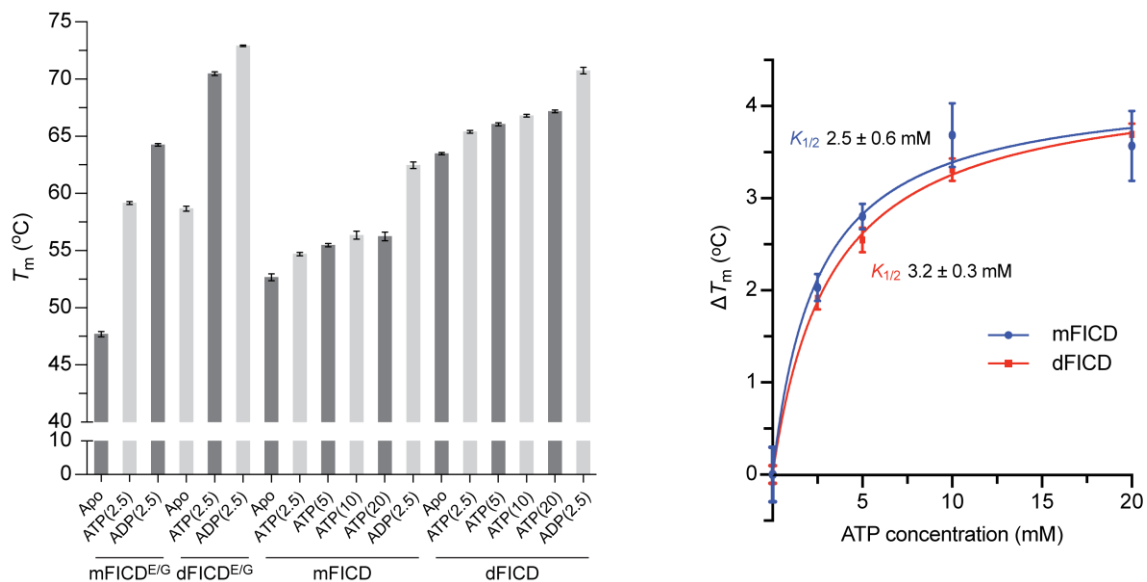 75
70
65
60
55
50
45
40
10
0
Tm (oC)
Apo
ATP(2.5)
ADP(2.5)
Apo
ATP(2.5)
ADP(2.5)
Apo
ATP(2.5)
ATP(5)
ATP(10)
ATP(20)
ADP(2.5)
Apo
ATP(2.5)
ATP(5)
ATP(10)
ATP(20)
ADP(2.5)
mFICDE/G
dFICDE/G
mFICD
dFICD
4
3
2
1
0
ΔTm (oC)
K1/2 2.5 ± 0.6 mM
K1/2 3.2 ± 0.3 mM
mFICD
dFICD
5
10
15
20
ATP concentration (mM)